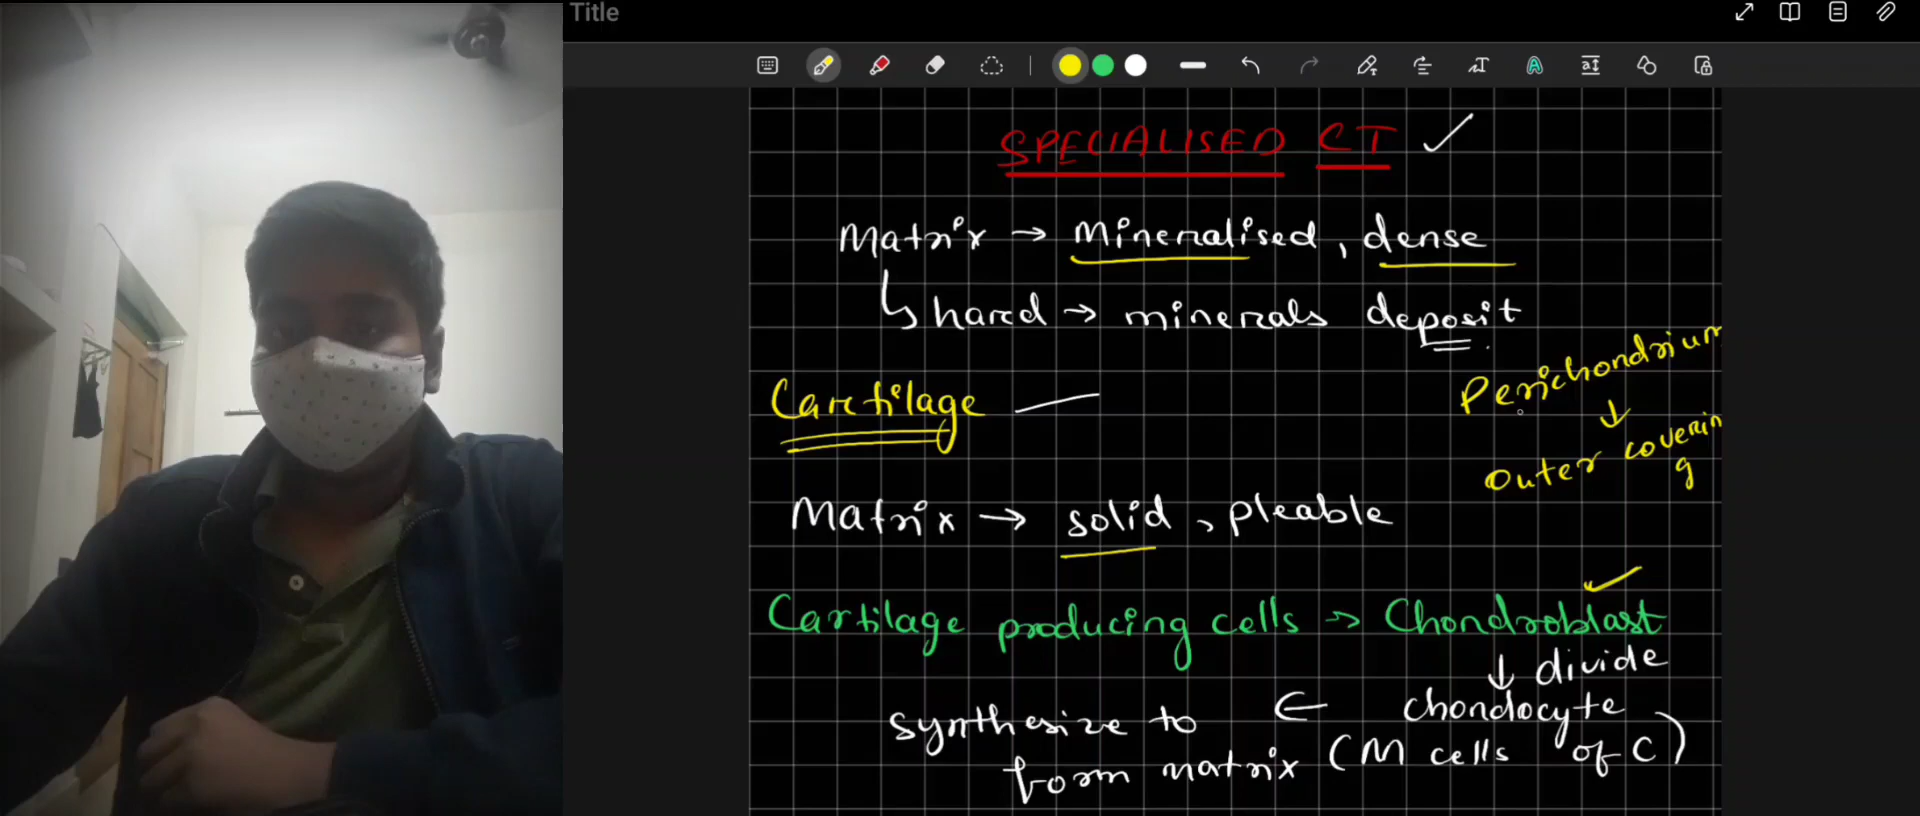 Title
SPECIALISED CT
Matrix → Mineralised, dense
hard → minerals deposit
Perichondrium
↓
Outer covering
Cartilage
Matrix → solid, pleable
Cartilage producing cells → Chondroblast
↓ divide
synthesize to ← chondocyte
form matrix (M cells of C)